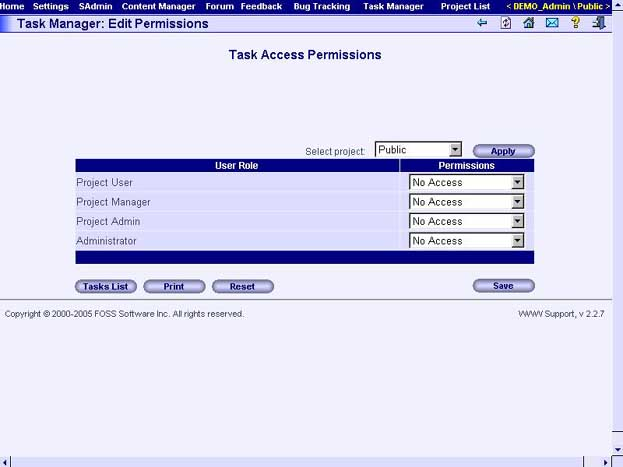 Home Settings SAdmin Content Manager Forum Feedback Bug Tracking Task Manager Project List < DEMO_Admin \ Public >
Task Manager: Edit Permissions
Task Access Permissions
Select project: Public Apply
User Role Permissions
Project User No Access
Project Manager No Access
Project Admin No Access
Administrator No Access
Tasks List Print Reset Save
Copyright © 2000-2005 FOSS Software Inc. All rights reserved. WWW Support, v 2.2.7